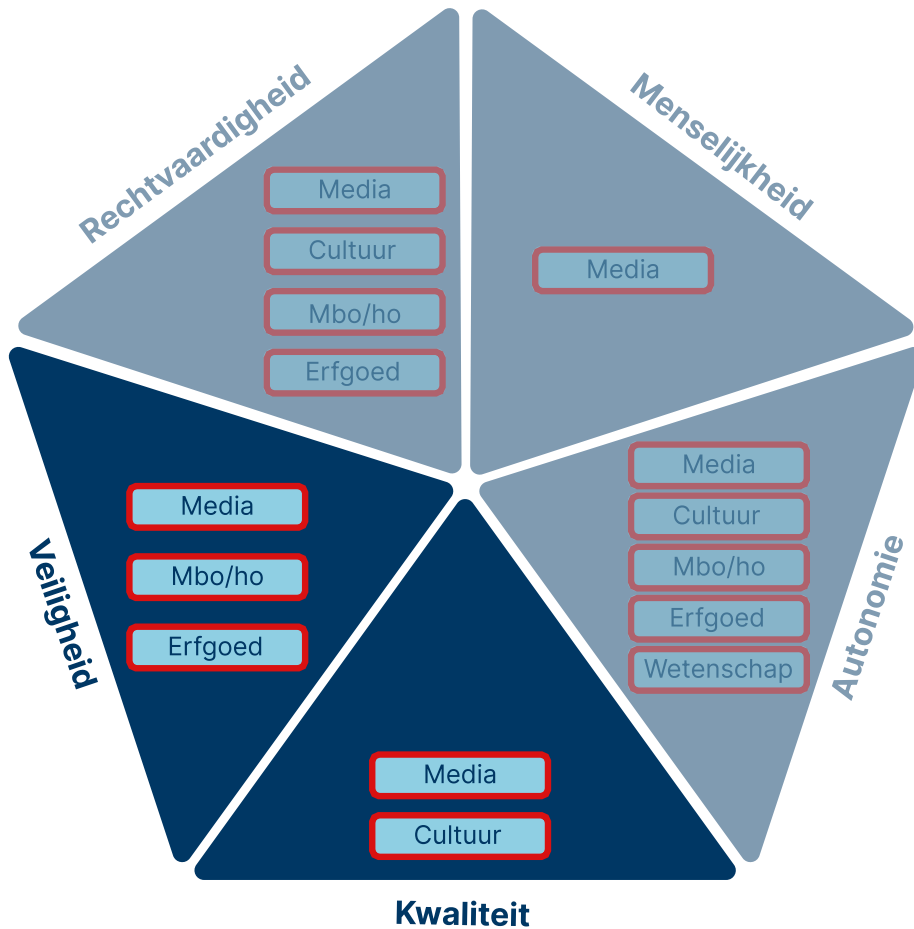 Rechtvaardigheid
Media
Cultuur
Mbo/ho
Erfgoed
Menselijkheid
Media
Veiligheid
Media
Mbo/ho
Erfgoed
Autonomie
Media
Cultuur
Mbo/ho
Erfgoed
Wetenschap
Media
Cultuur
Kwaliteit